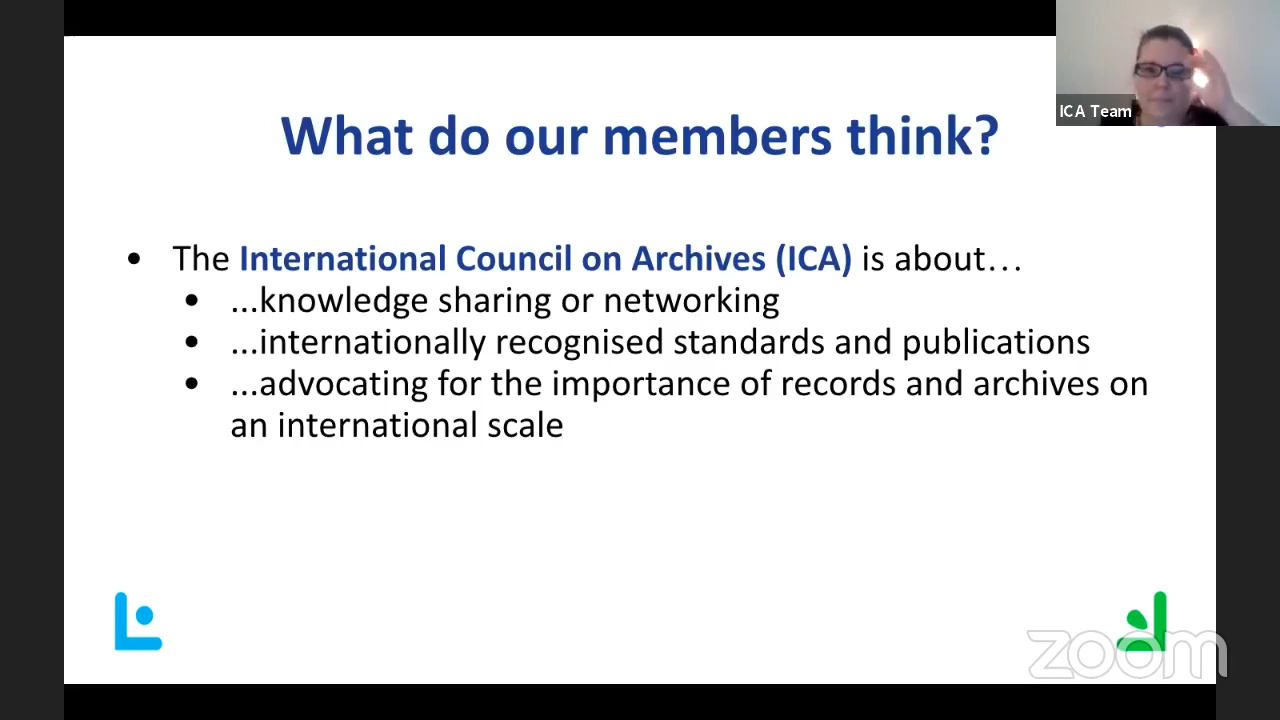 ICA Team
What do our members think?
• The International Council on Archives (ICA) is about…
• ...knowledge sharing or networking
• ...internationally recognised standards and publications
• ...advocating for the importance of records and archives on
an international scale
zoom